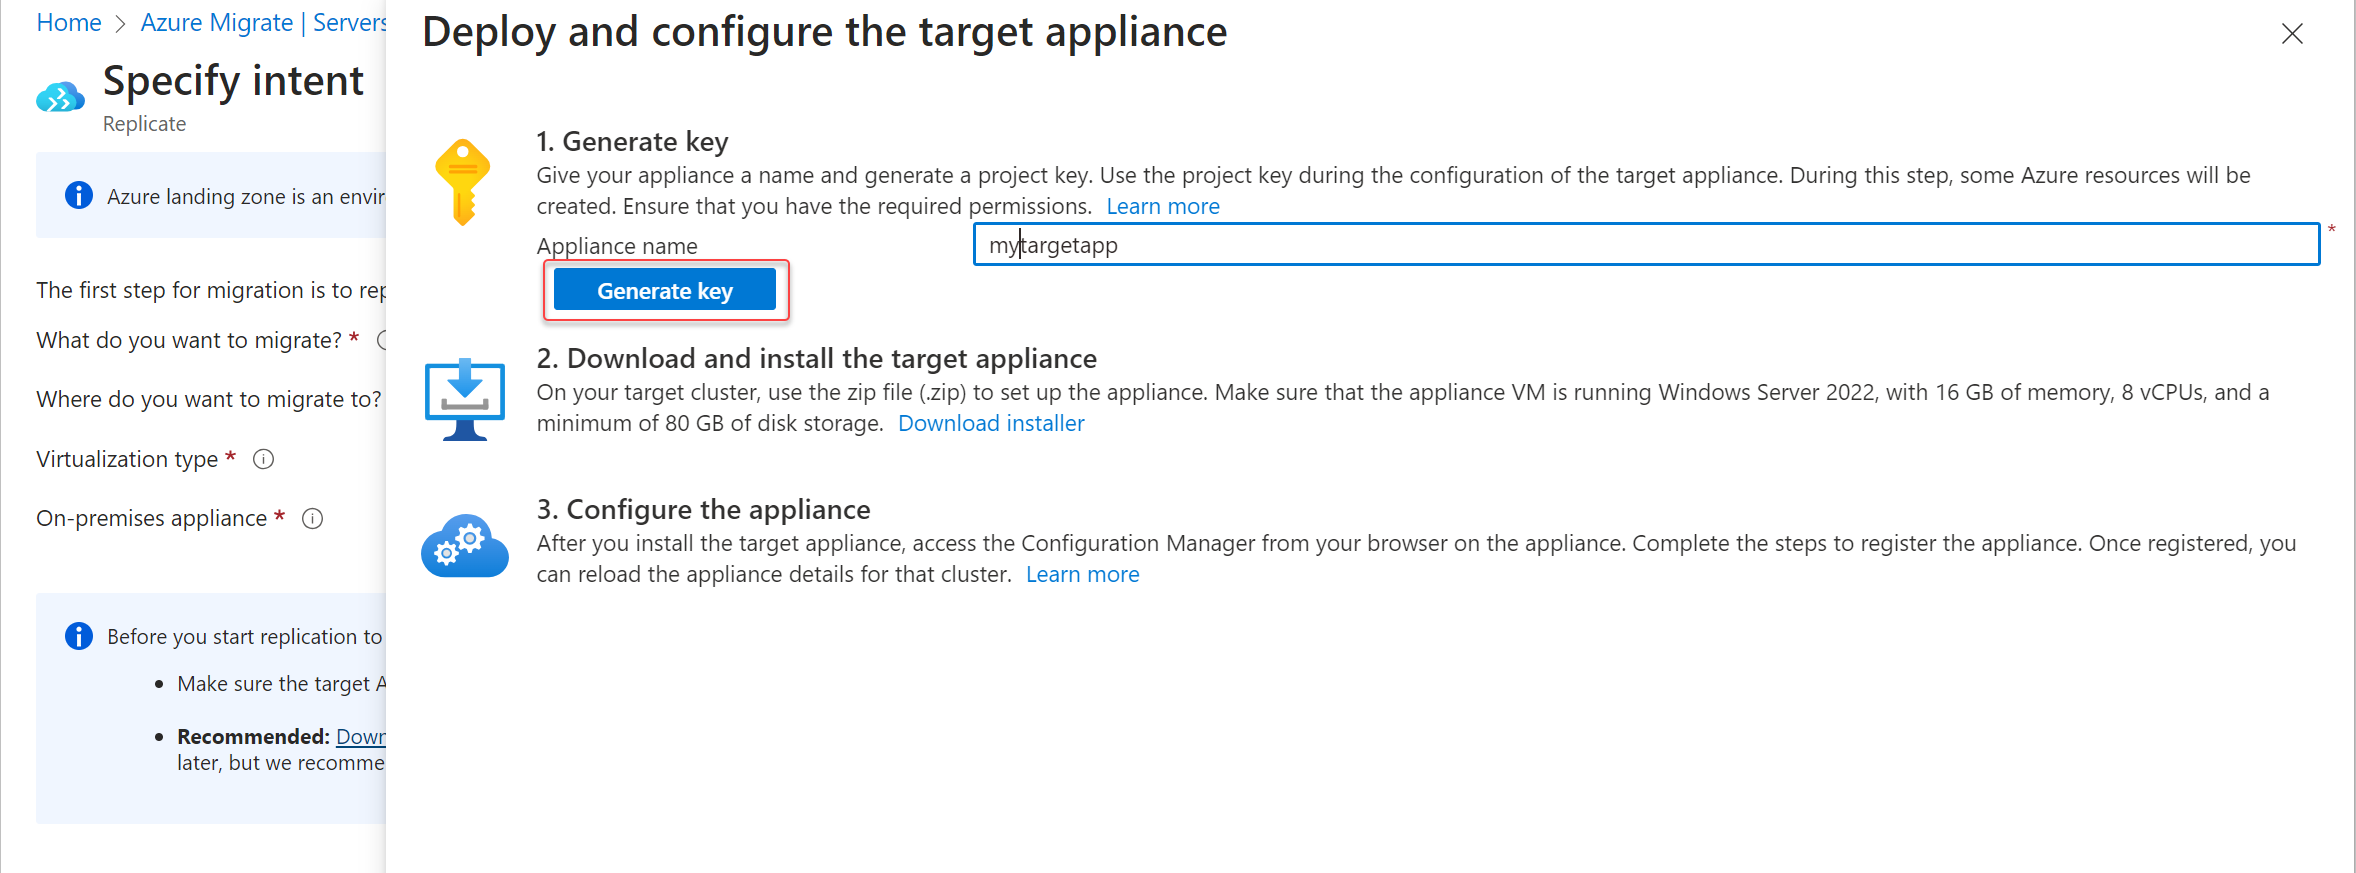 Home > Azure Migrate | Servers
Specify intent
Replicate
Azure landing zone is an envir
The first step for migration is to rep
What do you want to migrate? *
Where do you want to migrate to?
Virtualization type *
On-premises appliance *
Before you start replication to
Make sure the target A
Recommended: Down
later, but we recomme
Deploy and configure the target appliance
1. Generate key
Give your appliance a name and generate a project key. Use the project key during the configuration of the target appliance. During this step, some Azure resources will be
created. Ensure that you have the required permissions. Learn more
Appliance name mytargetapp *
Generate key
2. Download and install the target appliance
On your target cluster, use the zip file (.zip) to set up the appliance. Make sure that the appliance VM is running Windows Server 2022, with 16 GB of memory, 8 vCPUs, and a
minimum of 80 GB of disk storage. Download installer
3. Configure the appliance
After you install the target appliance, access the Configuration Manager from your browser on the appliance. Complete the steps to register the appliance. Once registered, you
can reload the appliance details for that cluster. Learn more